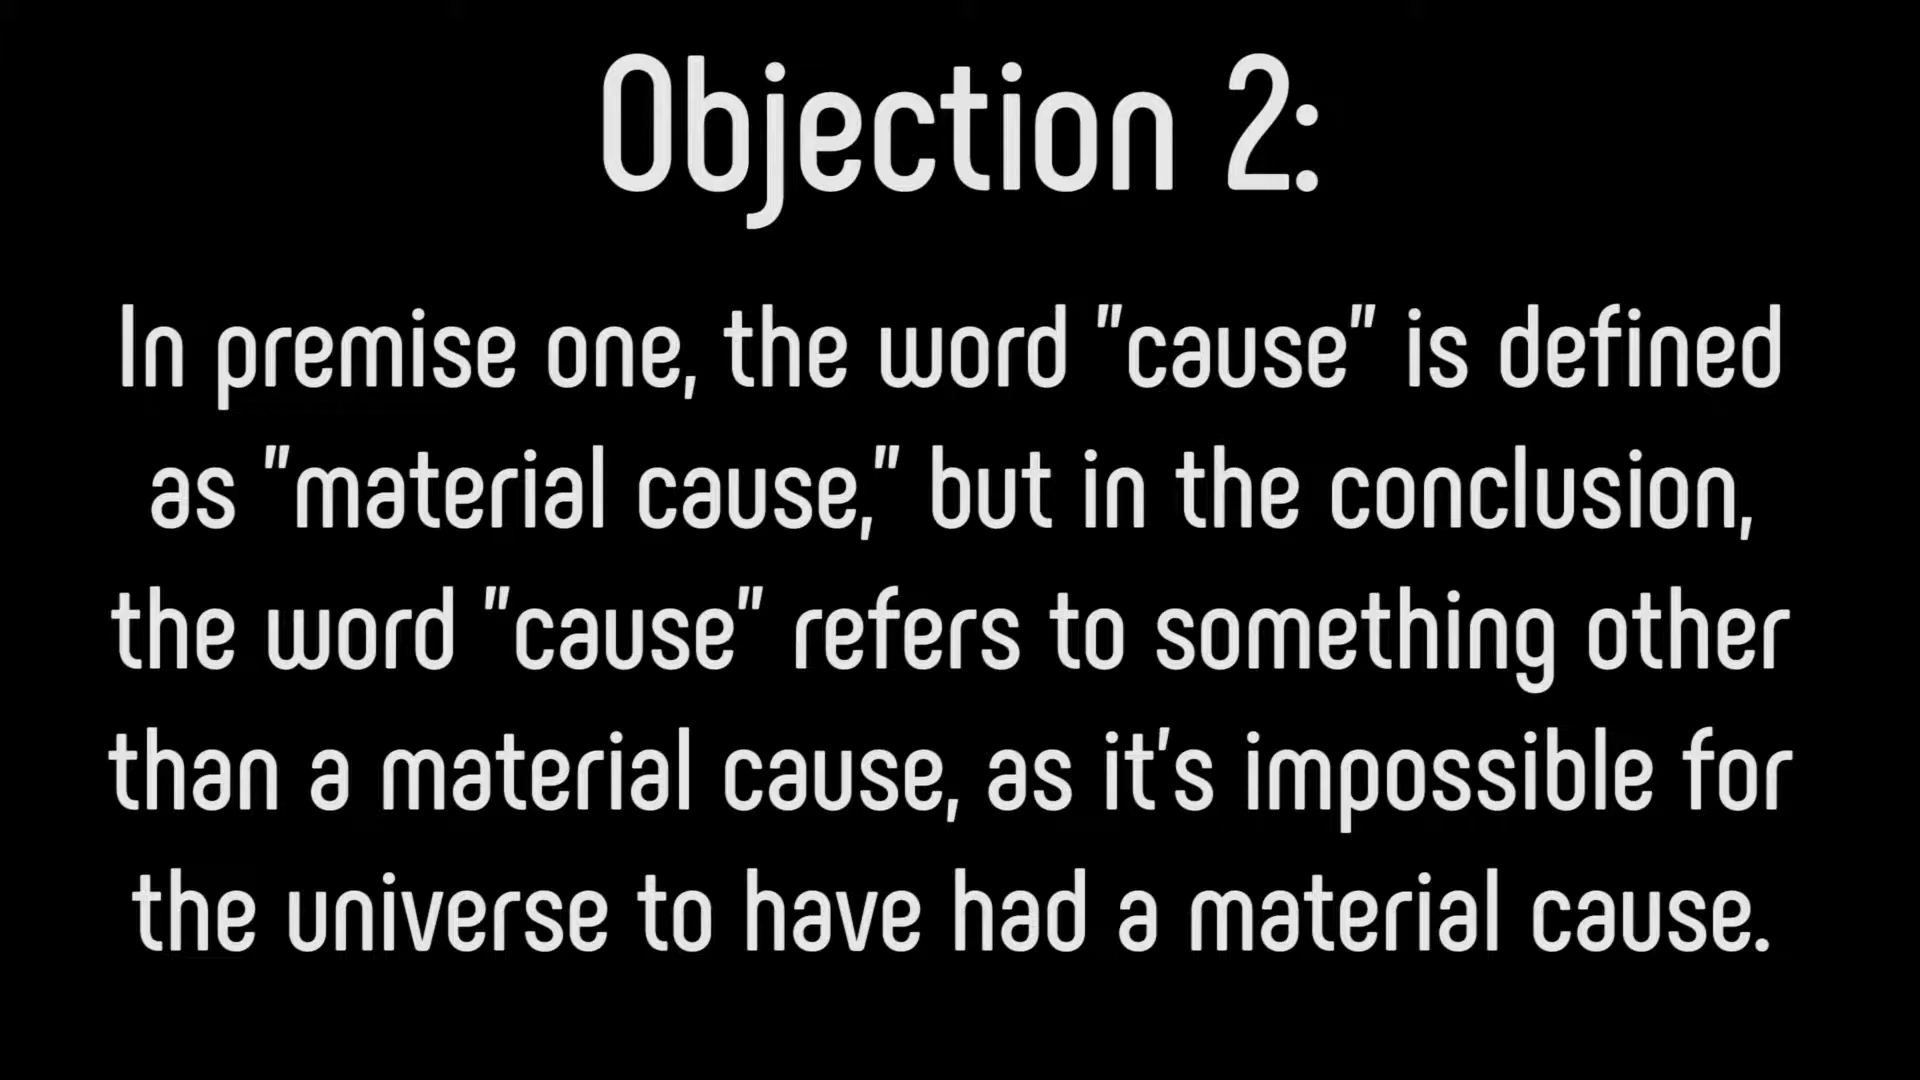 Objection 2:
In premise one, the word "cause" is defined
as "material cause," but in the conclusion,
the word "cause" refers to something other
than a material cause, as it's impossible for
the universe to have had a material cause.